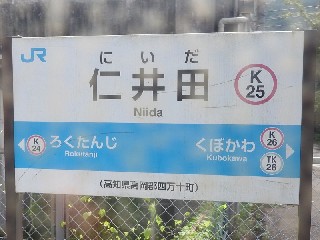 JR
にいだ
仁井田
Niida
K
25
K
24
ろくたんじ
Rokutanji
くぼかわ
Kubokawa
K
26
TK
26
(高知県高岡郡四万十町)